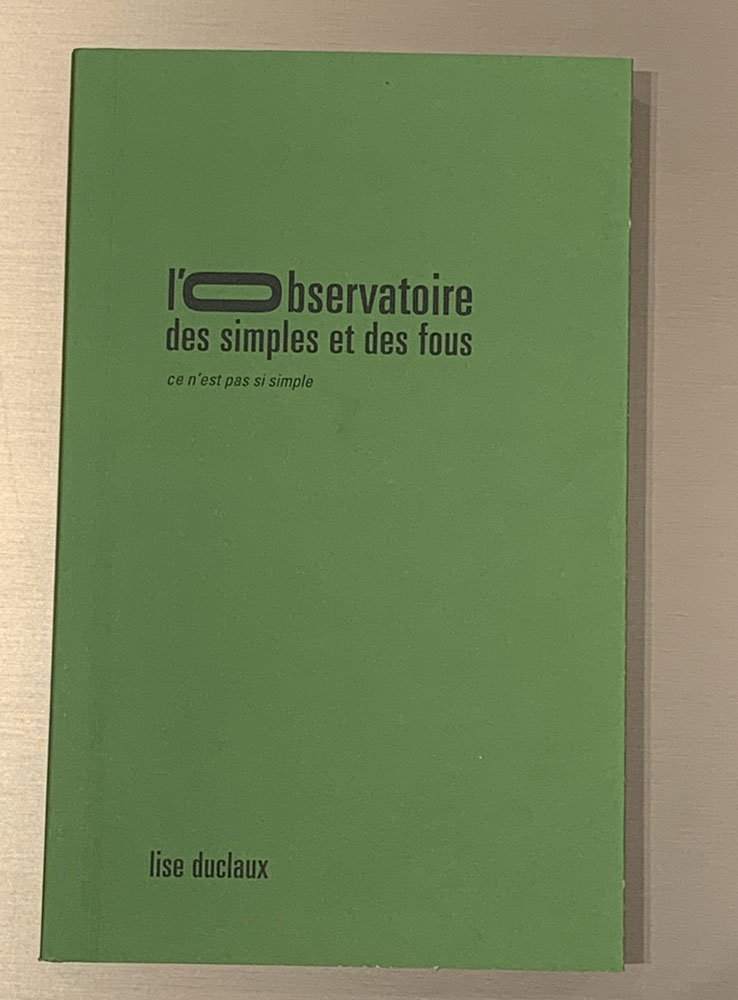 l'Observatoire
des simples et des fous
ce n'est pas si simple
lise duclaux